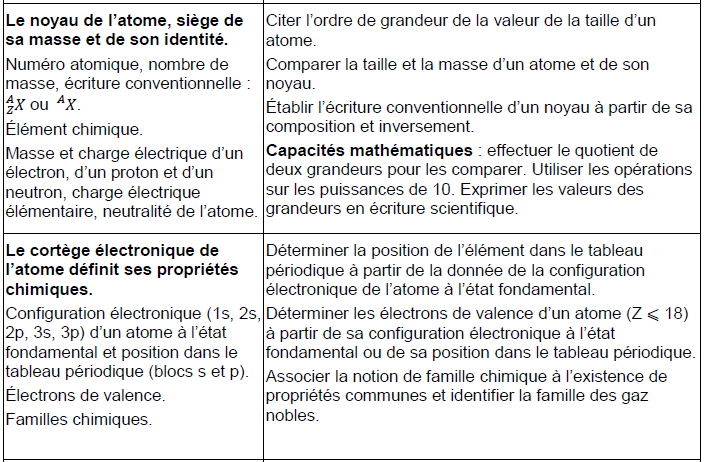 Le noyau de l’atome, siège de
sa masse et de son identité.
Numéro atomique, nombre de
masse, écriture conventionnelle :
᠎$^{A}_{Z}X$ ou $^{A}X$.
Élément chimique.
Masse et charge électrique d’un
électron, d’un proton et d’un
neutron, charge électrique
élémentaire, neutralité de l’atome.
Citer l’ordre de grandeur de la valeur de la taille d’un
atome.
Comparer la taille et la masse d’un atome et de son
noyau.
Établir l’écriture conventionnelle d’un noyau à partir de sa
composition et inversement.
Capacités mathématiques : effectuer le quotient de
deux grandeurs pour les comparer. Utiliser les opérations
sur les puissances de 10. Exprimer les valeurs des
grandeurs en écriture scientifique.
Le cortège électronique de
l’atome définit ses propriétés
chimiques.
Configuration électronique (1s, 2s,
2p, 3s, 3p) d’un atome à l’état
fondamental et position dans le
tableau périodique (blocs s et p).
Électrons de valence.
Familles chimiques.
Déterminer la position de l’élément dans le tableau
périodique à partir de la donnée de la configuration
électronique de l’atome à l’état fondamental.
Déterminer les électrons de valence d’un atome (Z ⩽ 18)
à partir de sa configuration électronique à l’état
fondamental ou de sa position dans le tableau périodique.
Associer la notion de famille chimique à l’existence de
propriétés communes et identifier la famille des gaz
nobles.